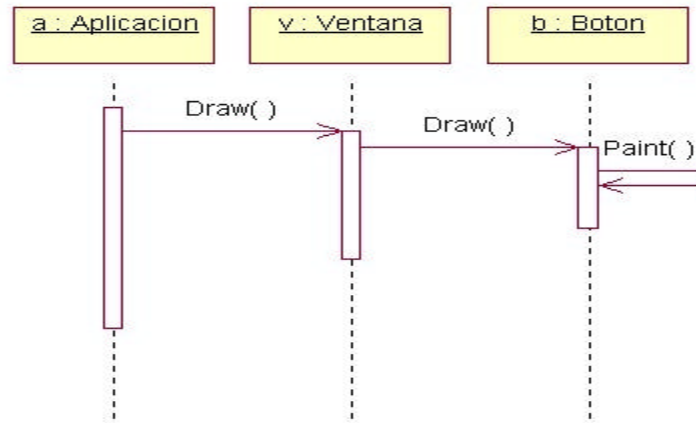 a : Aplicacion
v : Ventana
b : Boton
Draw( )
Draw( )
Paint( )